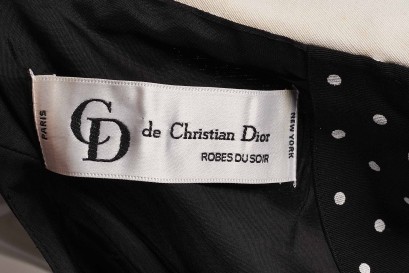 PARIS
CD de Christian Dior
ROBES DU SOIR
NEW YORK